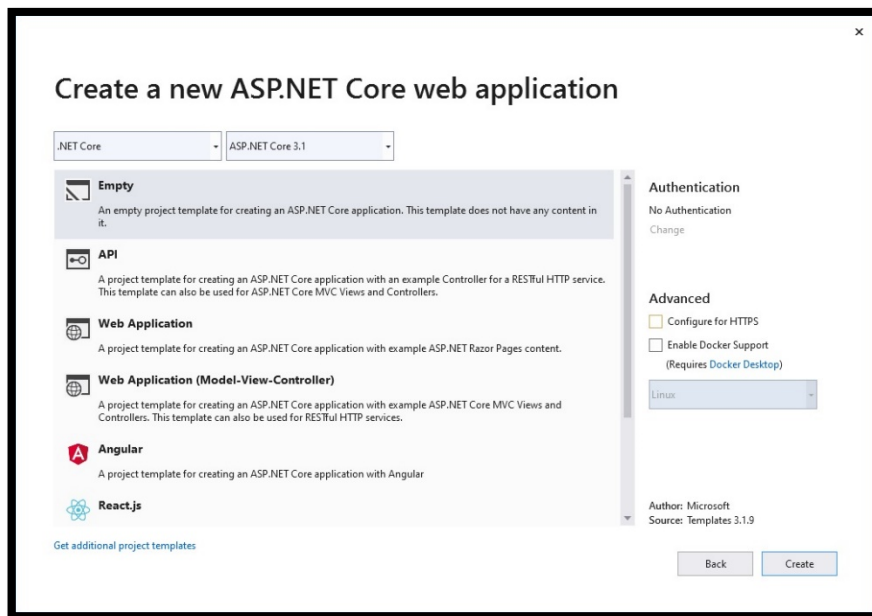 Create a new ASP.NET Core web application
.NET Core
ASP.NET Core 3.1
Empty
An empty project template for creating an ASP.NET Core application. This template does not have any content in
it.
API
A project template for creating an ASP.NET Core application with an example Controller for a RESTful HTTP service.
This template can also be used for ASP.NET Core MVC Views and Controllers.
Web Application
A project template for creating an ASP.NET Core application with example ASP.NET Razor Pages content.
Web Application (Model-View-Controller)
A project template for creating an ASP.NET Core application with example ASP.NET Core MVC Views and
Controllers. This template can also be used for RESTful HTTP services.
Angular
A project template for creating an ASP.NET Core application with Angular
React.js
Get additional project templates
Authentication
No Authentication
Change
Advanced
Configure for HTTPS
Enable Docker Support
(Requires Docker Desktop)
Linux
Author: Microsoft
Source: Templates 3.1.9
Back
Create